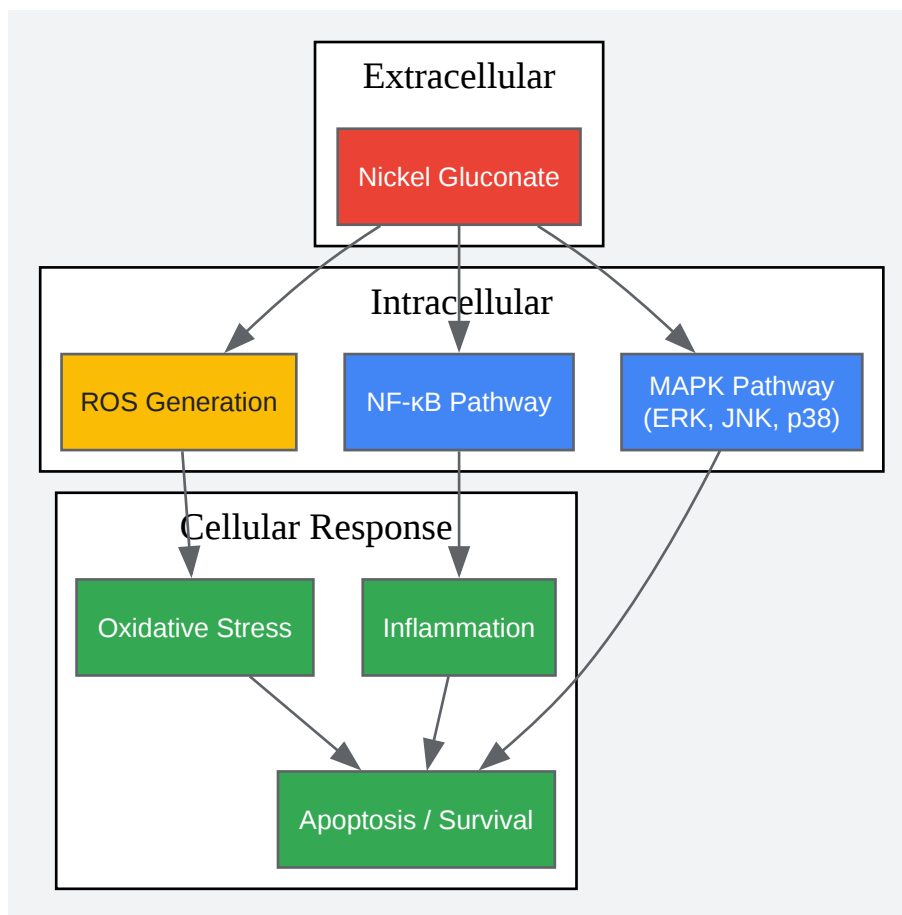 Extracellular
Nickel Gluconate
Intracellular
ROS Generation
NF-κB Pathway
MAPK Pathway
(ERK, JNK, p38)
Cellular Response
Oxidative Stress
Inflammation
Apoptosis / Survival